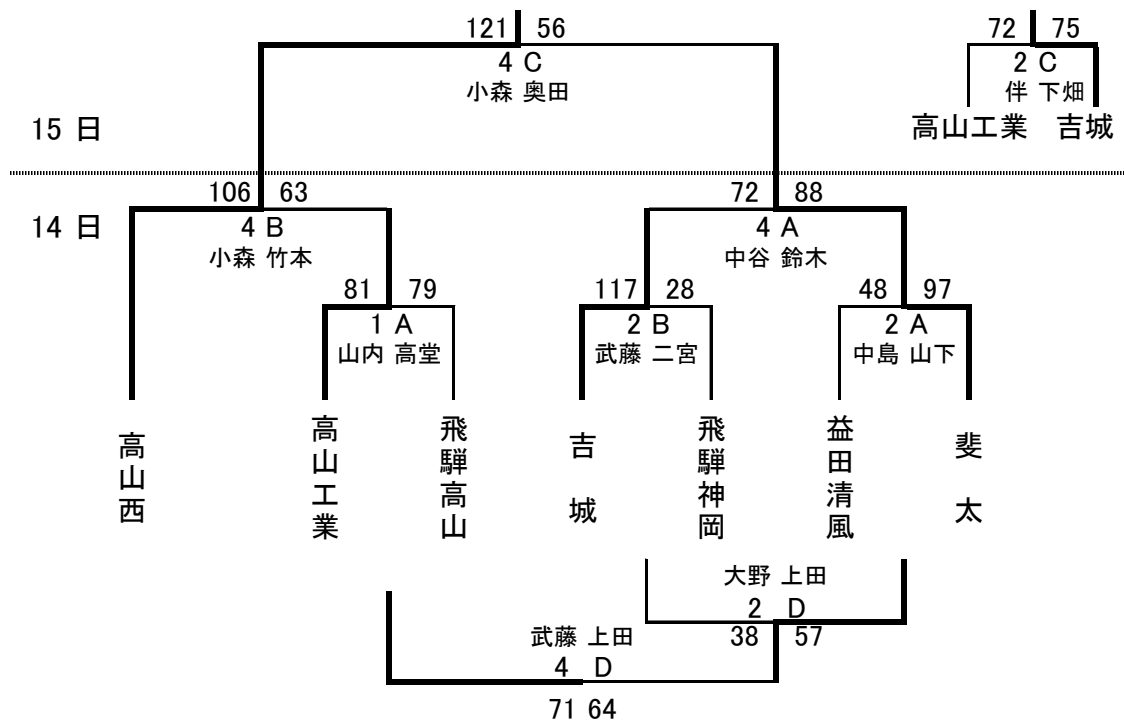 121 56
72 75
4 C
2 C
小森 奥田
伴 下畑
15 日
高山工業 吉城
106 63
72 88
14 日
4 B
4 A
小森 竹本
中谷 鈴木
81 79
117 28
48 97
1 A
2 B
2 A
山内 高堂
武藤 二宮
中島 山下
高山西
高山工業
飛騨高山
吉城
飛騨神岡
益田清風
斐太
大野 上田
2 D
38 57
武藤 上田
4 D
71 64